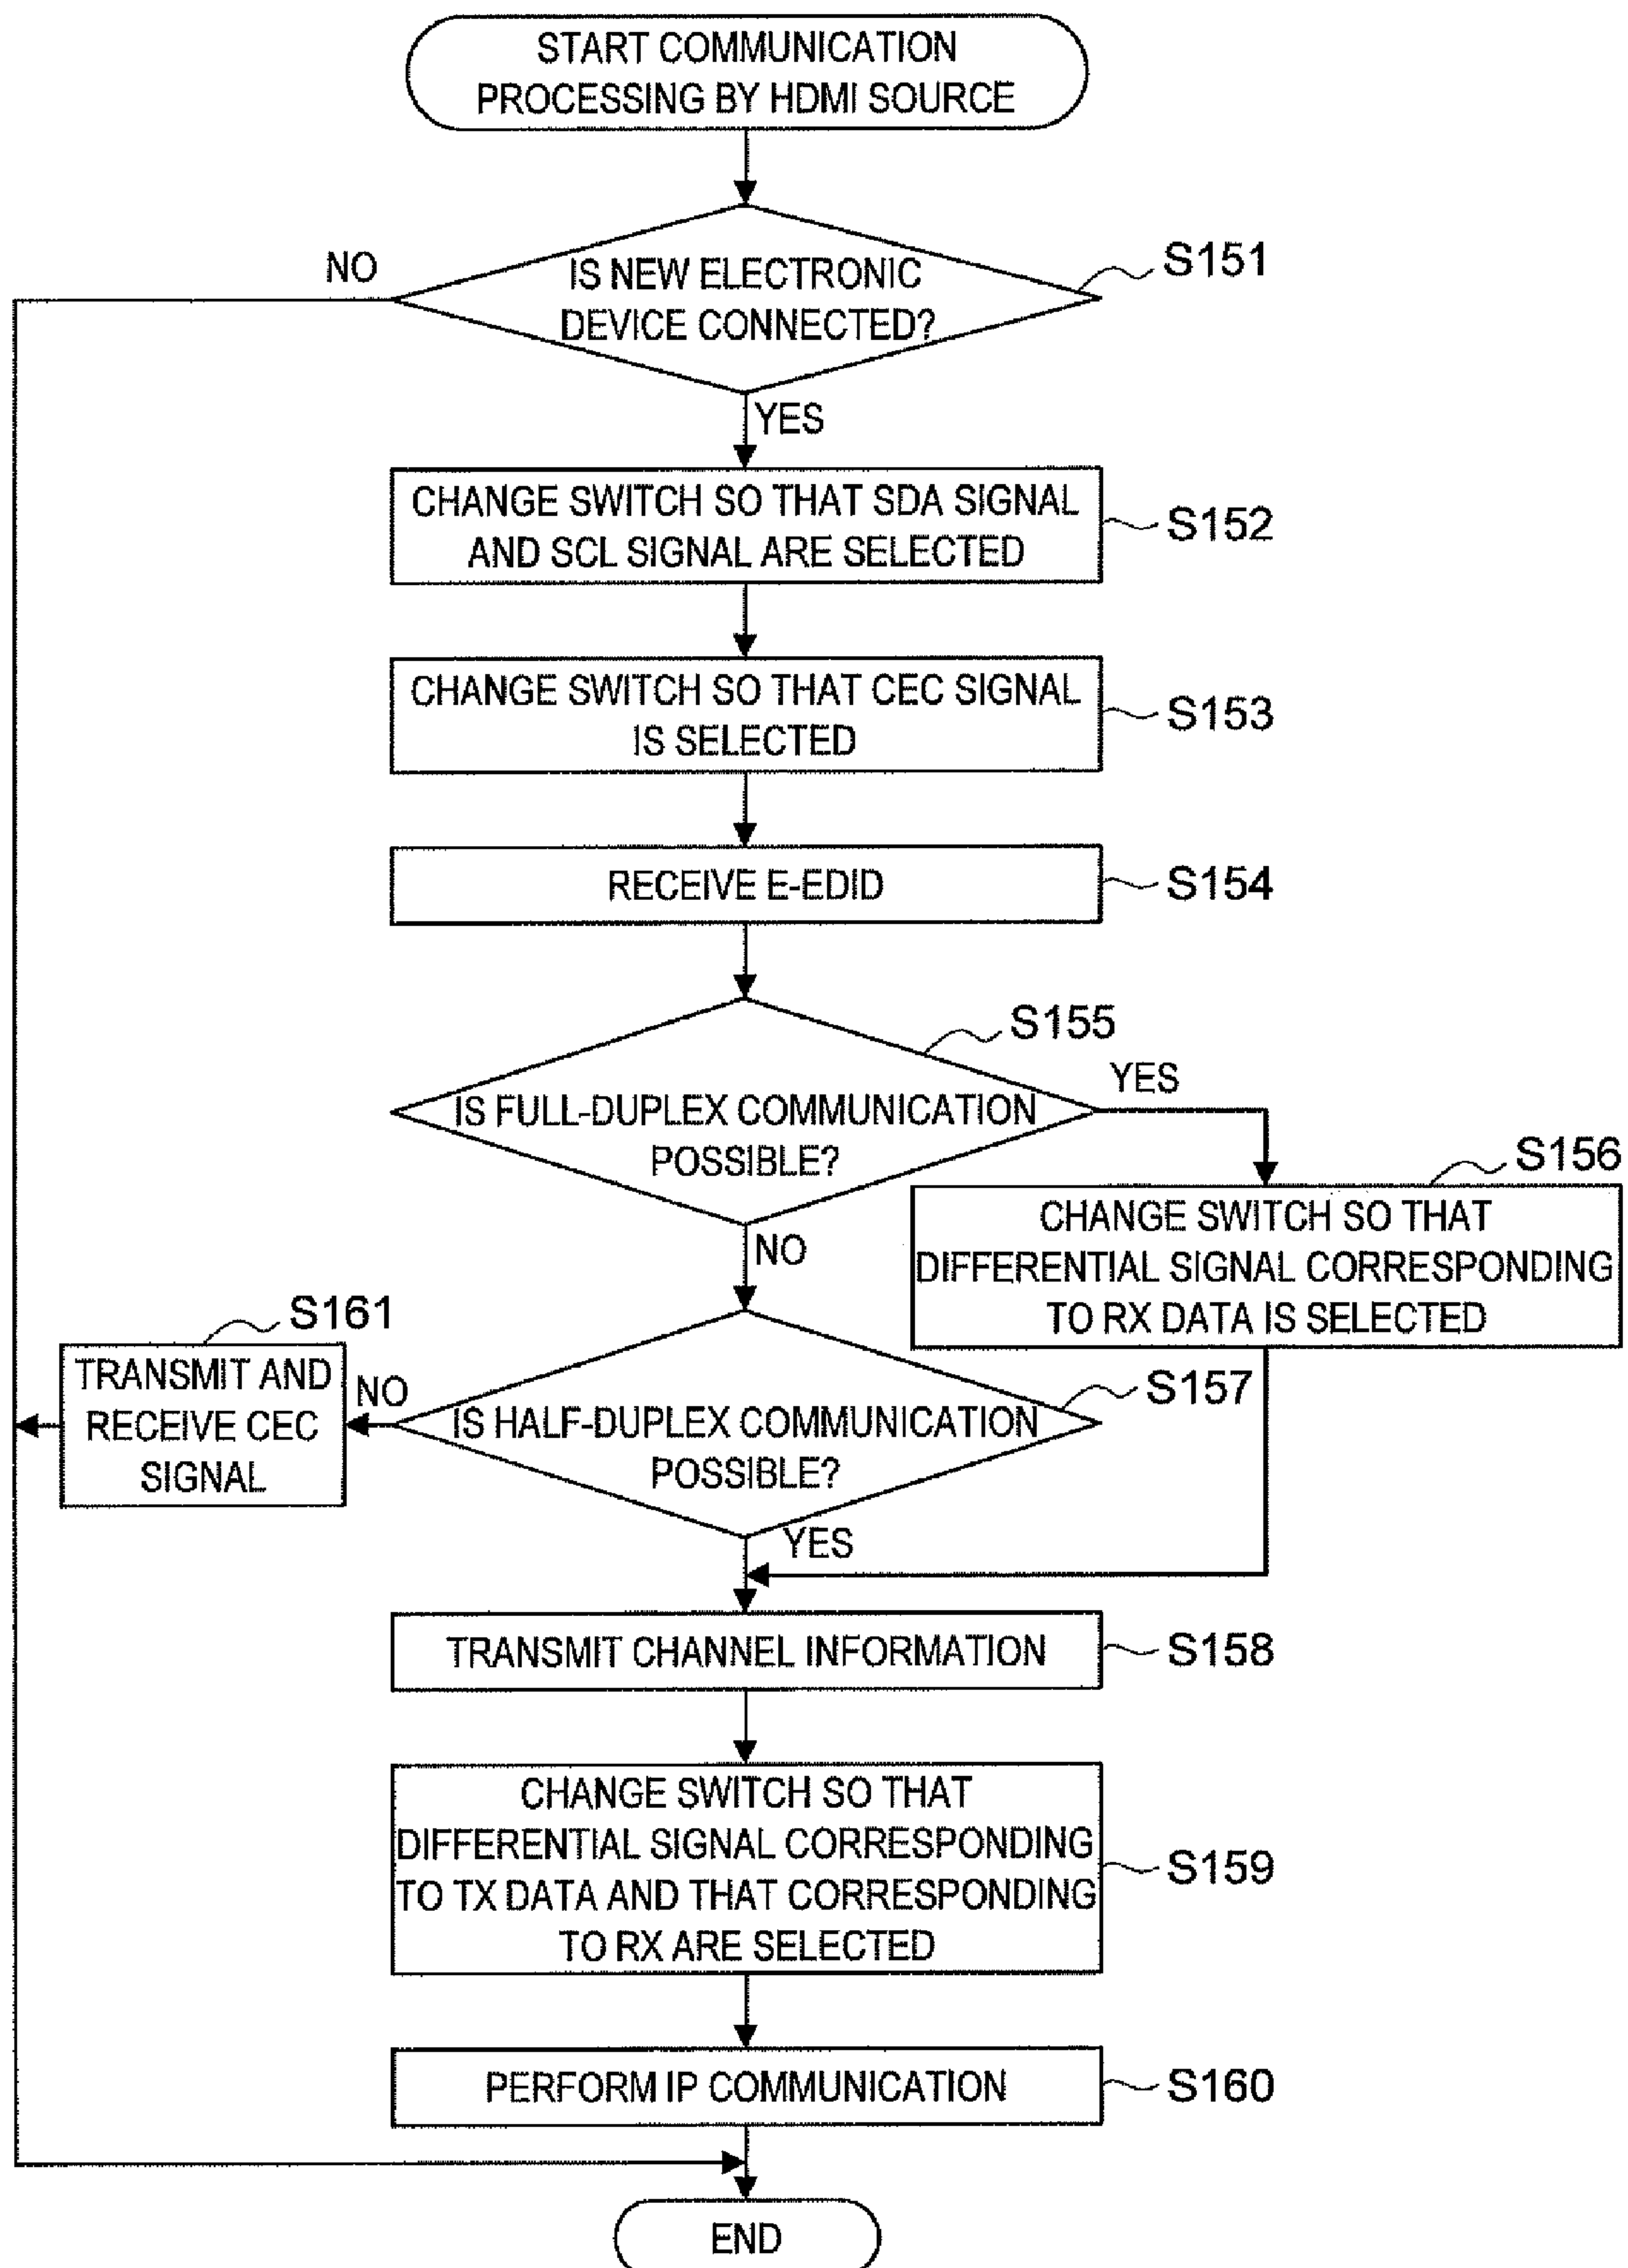 START COMMUNICATION
PROCESSING BY HDMI SOURCE
NO
IS NEW ELECTRONIC
DEVICE CONNECTED?
S151
YES
CHANGE SWITCH SO THAT SDA SIGNAL
AND SCL SIGNAL ARE SELECTED
S152
CHANGE SWITCH SO THAT CEC SIGNAL
IS SELECTED
S153
RECEIVE E-EDID
S154
S155
YES
IS FULL-DUPLEX COMMUNICATION
POSSIBLE?
NO
S156
CHANGE SWITCH SO THAT
DIFFERENTIAL SIGNAL CORRESPONDING
TO RX DATA IS SELECTED
S161
TRANSMIT AND
RECEIVE CEC
SIGNAL
NO
S157
IS HALF-DUPLEX COMMUNICATION
POSSIBLE?
YES
TRANSMIT CHANNEL INFORMATION
S158
CHANGE SWITCH SO THAT
DIFFERENTIAL SIGNAL CORRESPONDING
TO TX DATA AND THAT CORRESPONDING
TO RX ARE SELECTED
S159
PERFORM IP COMMUNICATION
S160
END